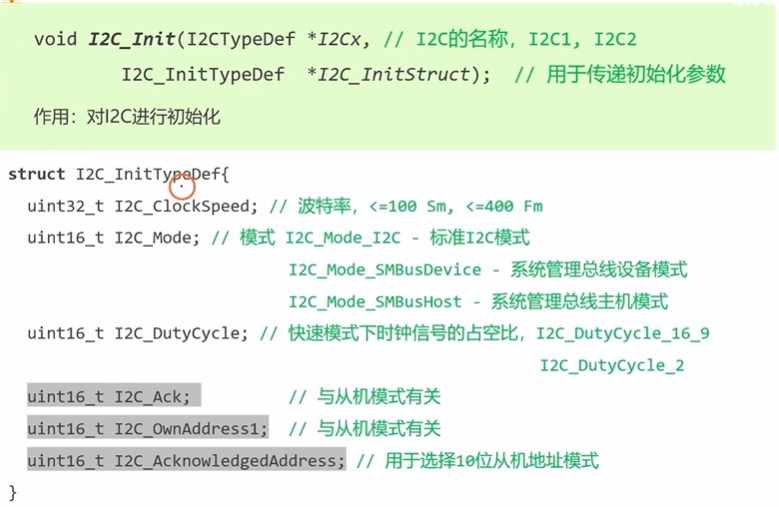 void I2C_Init(I2CTypeDef *I2Cx, // I2C的名称，I2C1, I2C2
I2C_InitTypeDef *I2C_InitStruct); // 用于传递初始化参数
作用：对I2C进行初始化
struct I2C_InitTypeDef{
uint32_t I2C_ClockSpeed; // 波特率，<=100 Sm, <=400 Fm
uint16_t I2C_Mode; // 模式 I2C_Mode_I2C - 标准I2C模式
I2C_Mode_SMBusDevice - 系统管理总线设备模式
I2C_Mode_SMBusHost - 系统管理总线主机模式
uint16_t I2C_DutyCycle; // 快速模式下时钟信号的占空比，I2C_DutyCycle_16_9
I2C_DutyCycle_2
uint16_t I2C_Ack; // 与从机模式有关
uint16_t I2C_OwnAddress1; // 与从机模式有关
uint16_t I2C_AcknowledgedAddress; // 用于选择10位从机地址模式
}